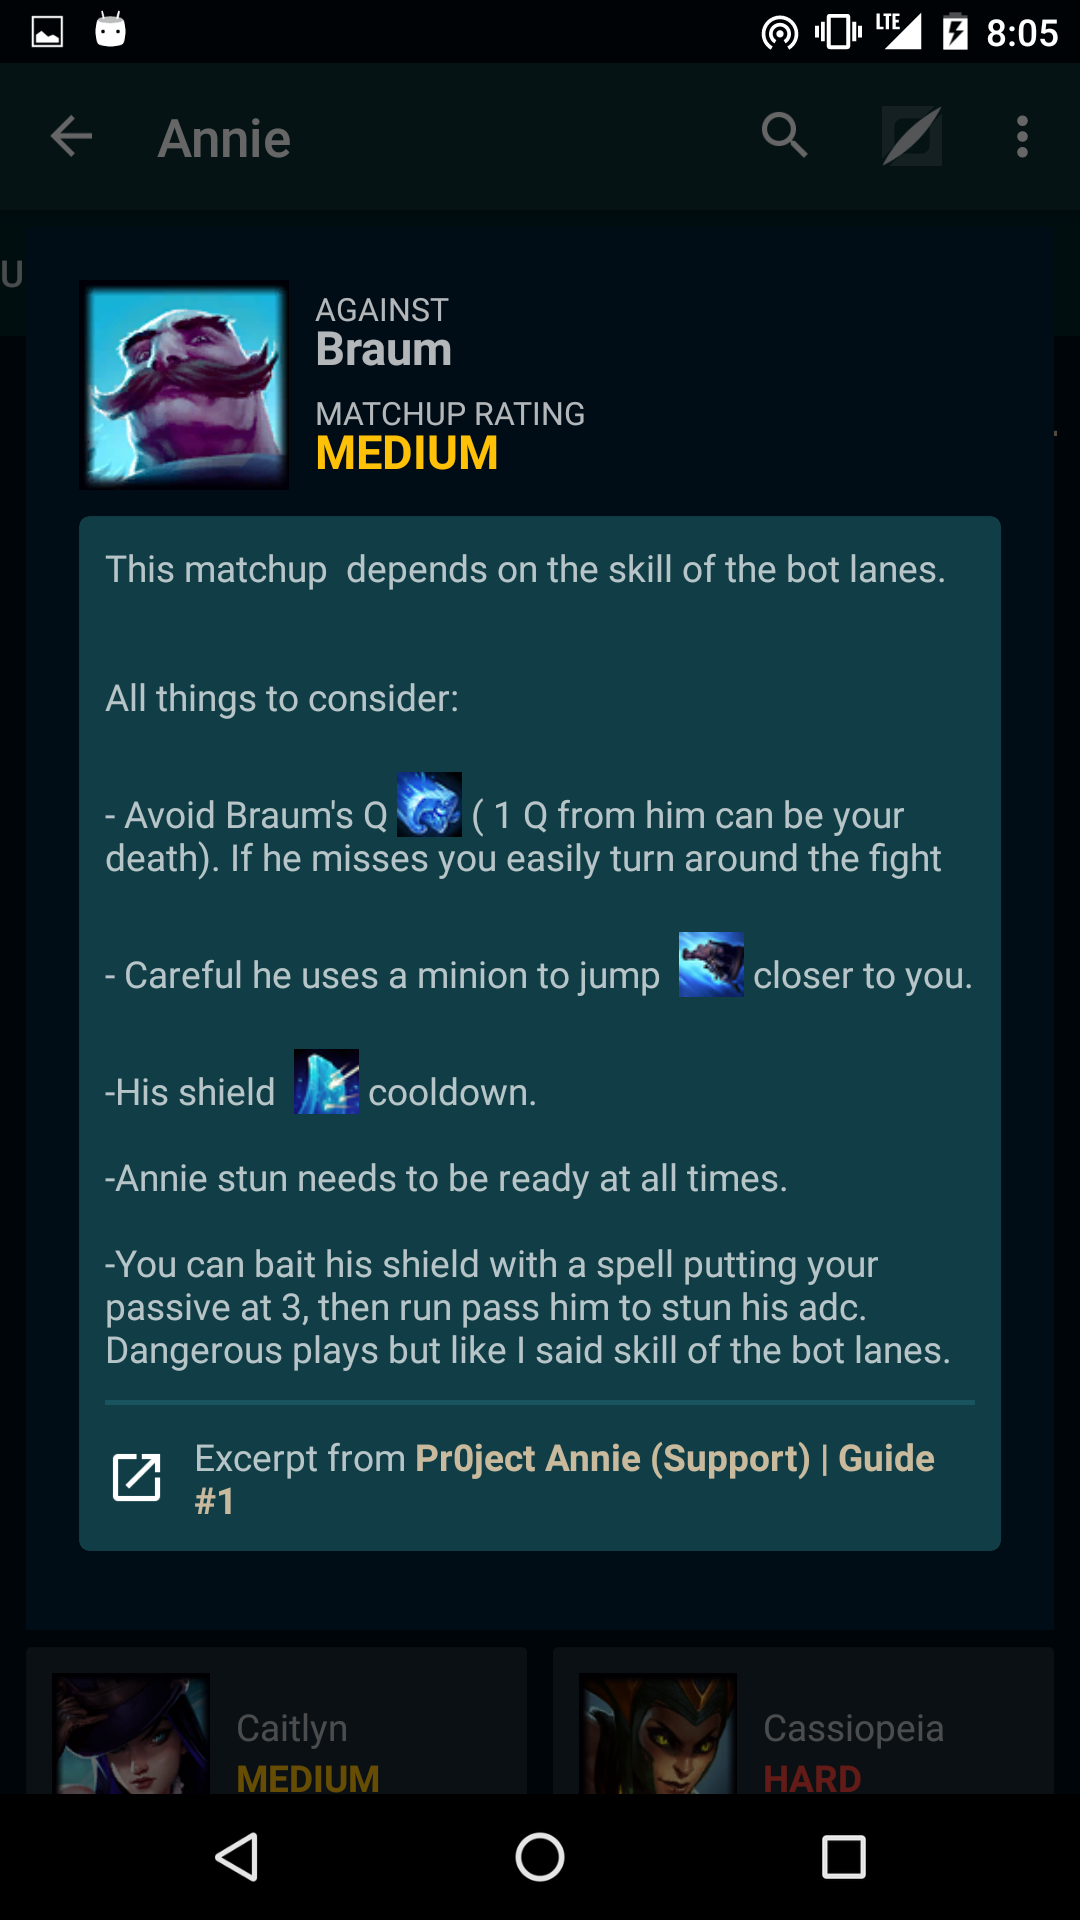 LTE 8:05
Annie
U
AGAINST
Braum
MATCHUP RATING
MEDIUM
This matchup  depends on the skill of the bot lanes.
All things to consider:
- Avoid Braum's Q ( 1 Q from him can be your
death). If he misses you easily turn around the fight
- Careful he uses a minion to jump closer to you.
-His shield cooldown.
-Annie stun needs to be ready at all times.
-You can bait his shield with a spell putting your
passive at 3, then run pass him to stun his adc.
Dangerous plays but like I said skill of the bot lanes.
Excerpt from Pr0ject Annie (Support) | Guide
#1
Caitlyn
MEDIUM
Cassiopeia
HARD